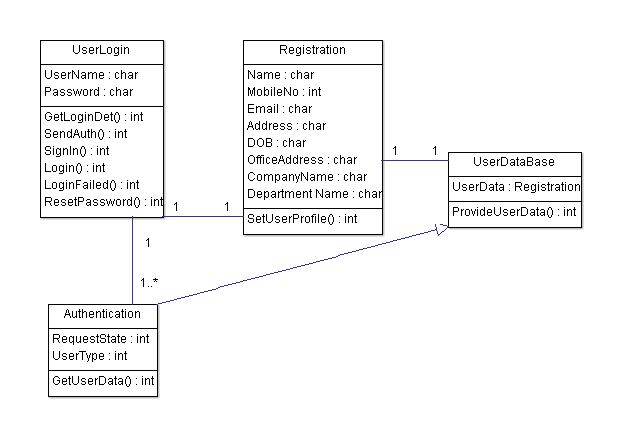 UserLogin
UserName : char
Password : char
GetLoginDet() : int
SendAuth() : int
SignIn() : int
Login() : int
LoginFailed() : int
ResetPassword() : int
1
1
Registration
Name : char
MobileNo : int
Email : char
Address : char
DOB : char
OfficeAddress : char
CompanyName : char
Department Name : char
SetUserProfile() : int
1
1
UserDataBase
UserData : Registration
ProvideUserData() : int
1
1..*
Authentication
RequestState : int
UserType : int
GetUserData() : int